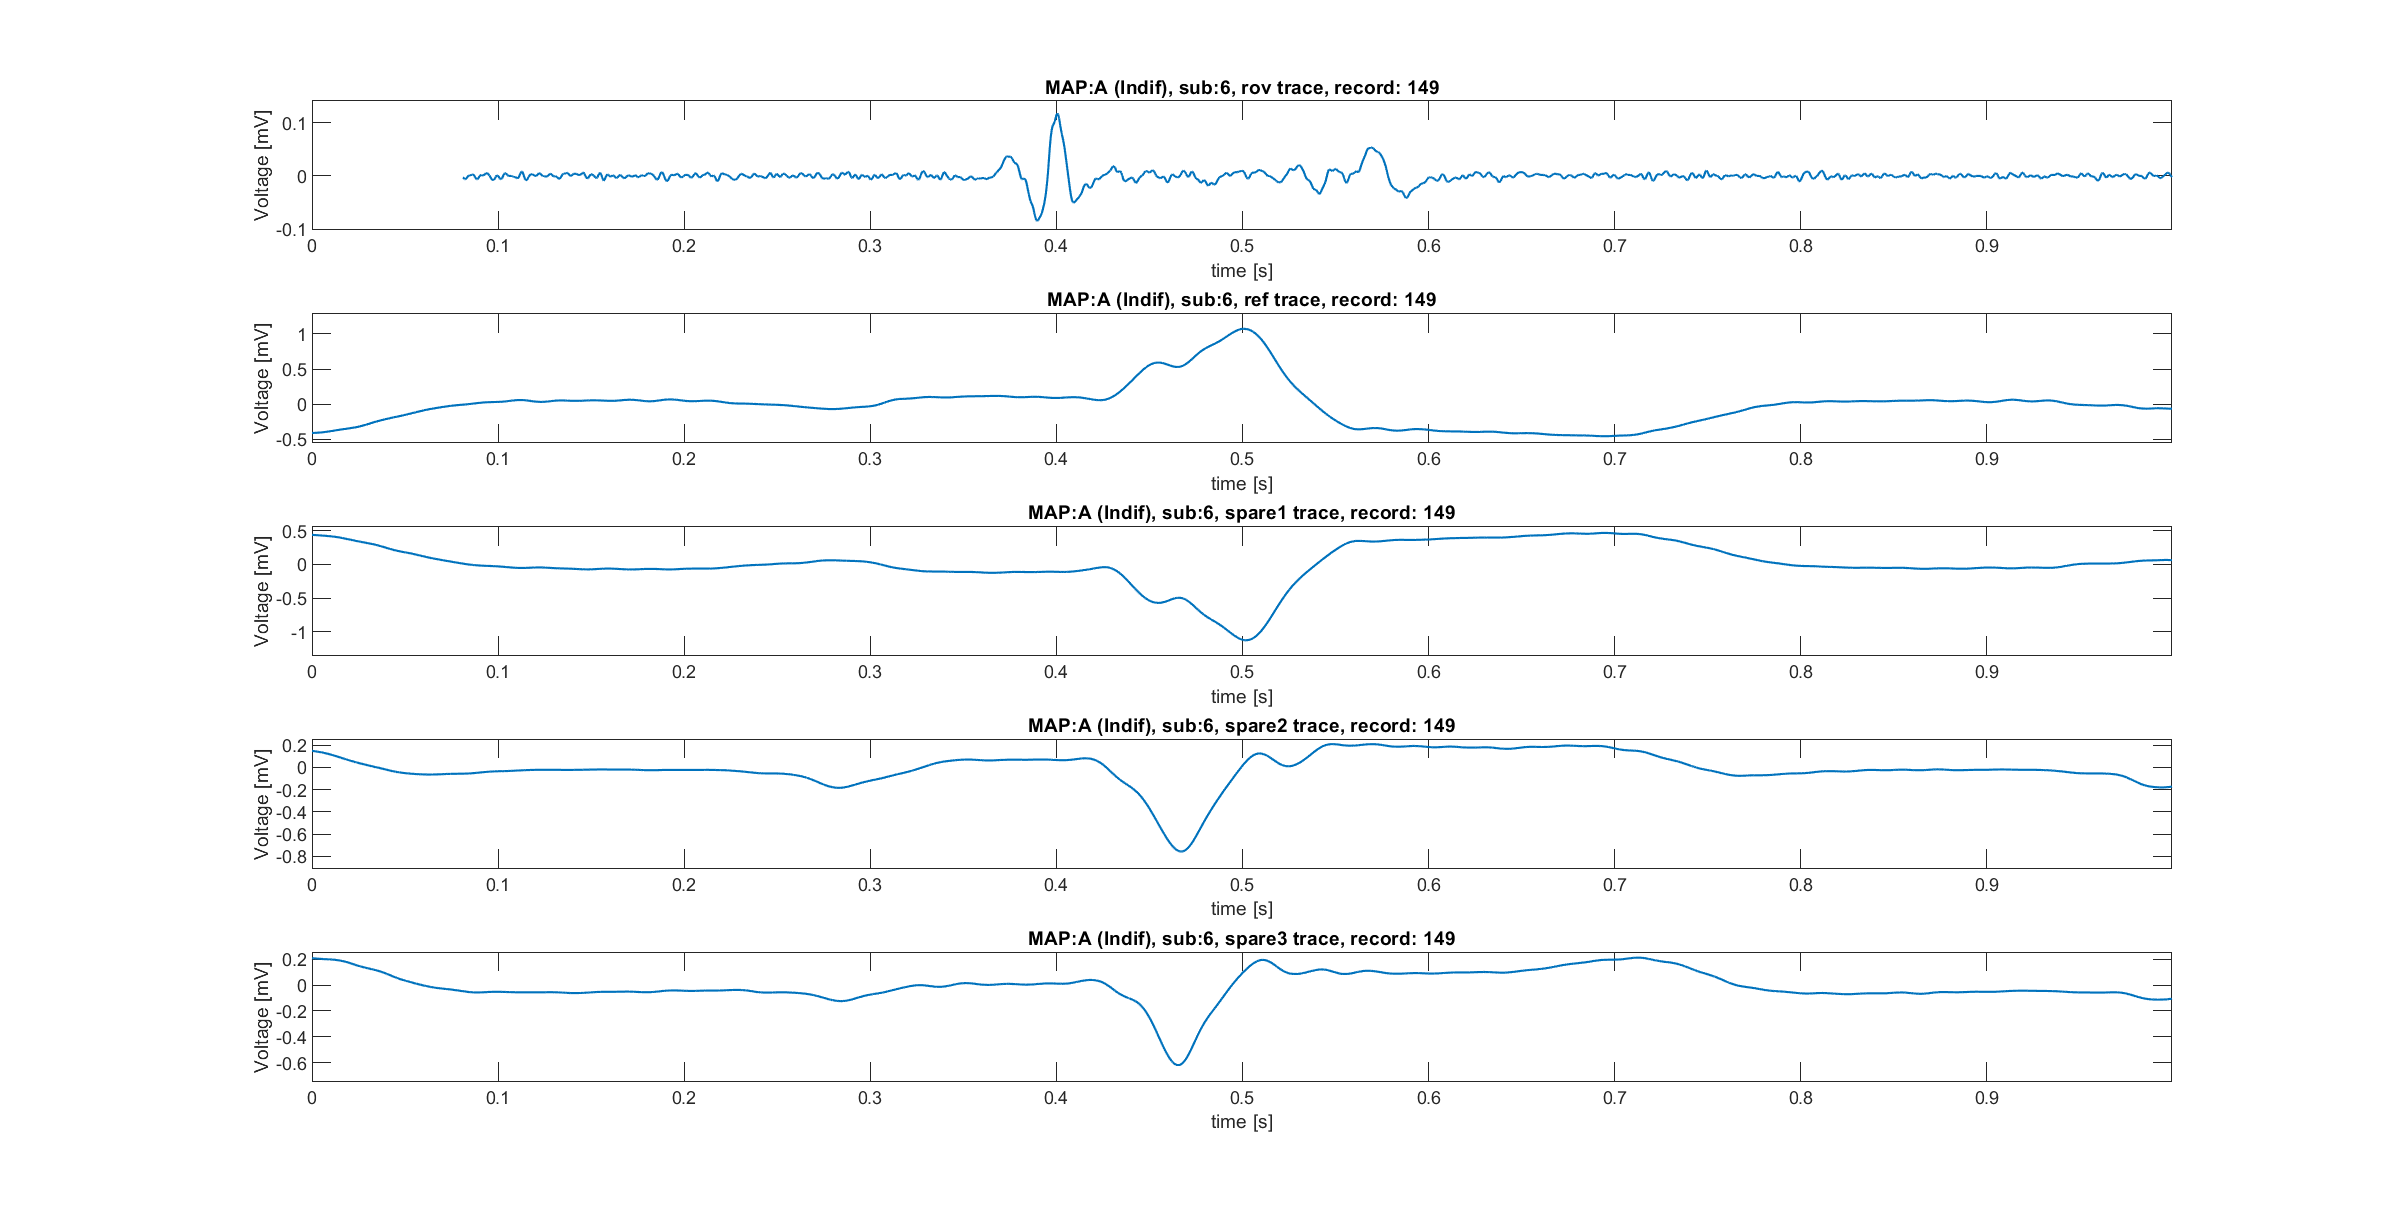 MAP:A (Indif), sub:6, rov trace, record: 149
Voltage [mV]
0.1
0
-0.1
0 0.1 0.2 0.3 0.4 0.5 0.6 0.7 0.8 0.9
time [s]
MAP:A (Indif), sub:6, ref trace, record: 149
Voltage [mV]
1
0.5
0
-0.5
0 0.1 0.2 0.3 0.4 0.5 0.6 0.7 0.8 0.9
time [s]
MAP:A (Indif), sub:6, spare1 trace, record: 149
Voltage [mV]
0.5
0
-0.5
-1
0 0.1 0.2 0.3 0.4 0.5 0.6 0.7 0.8 0.9
time [s]
MAP:A (Indif), sub:6, spare2 trace, record: 149
Voltage [mV]
0.2
0
-0.2
-0.4
-0.6
-0.8
0 0.1 0.2 0.3 0.4 0.5 0.6 0.7 0.8 0.9
time [s]
MAP:A (Indif), sub:6, spare3 trace, record: 149
Voltage [mV]
0.2
0
-0.2
-0.4
-0.6
0 0.1 0.2 0.3 0.4 0.5 0.6 0.7 0.8 0.9
time [s]